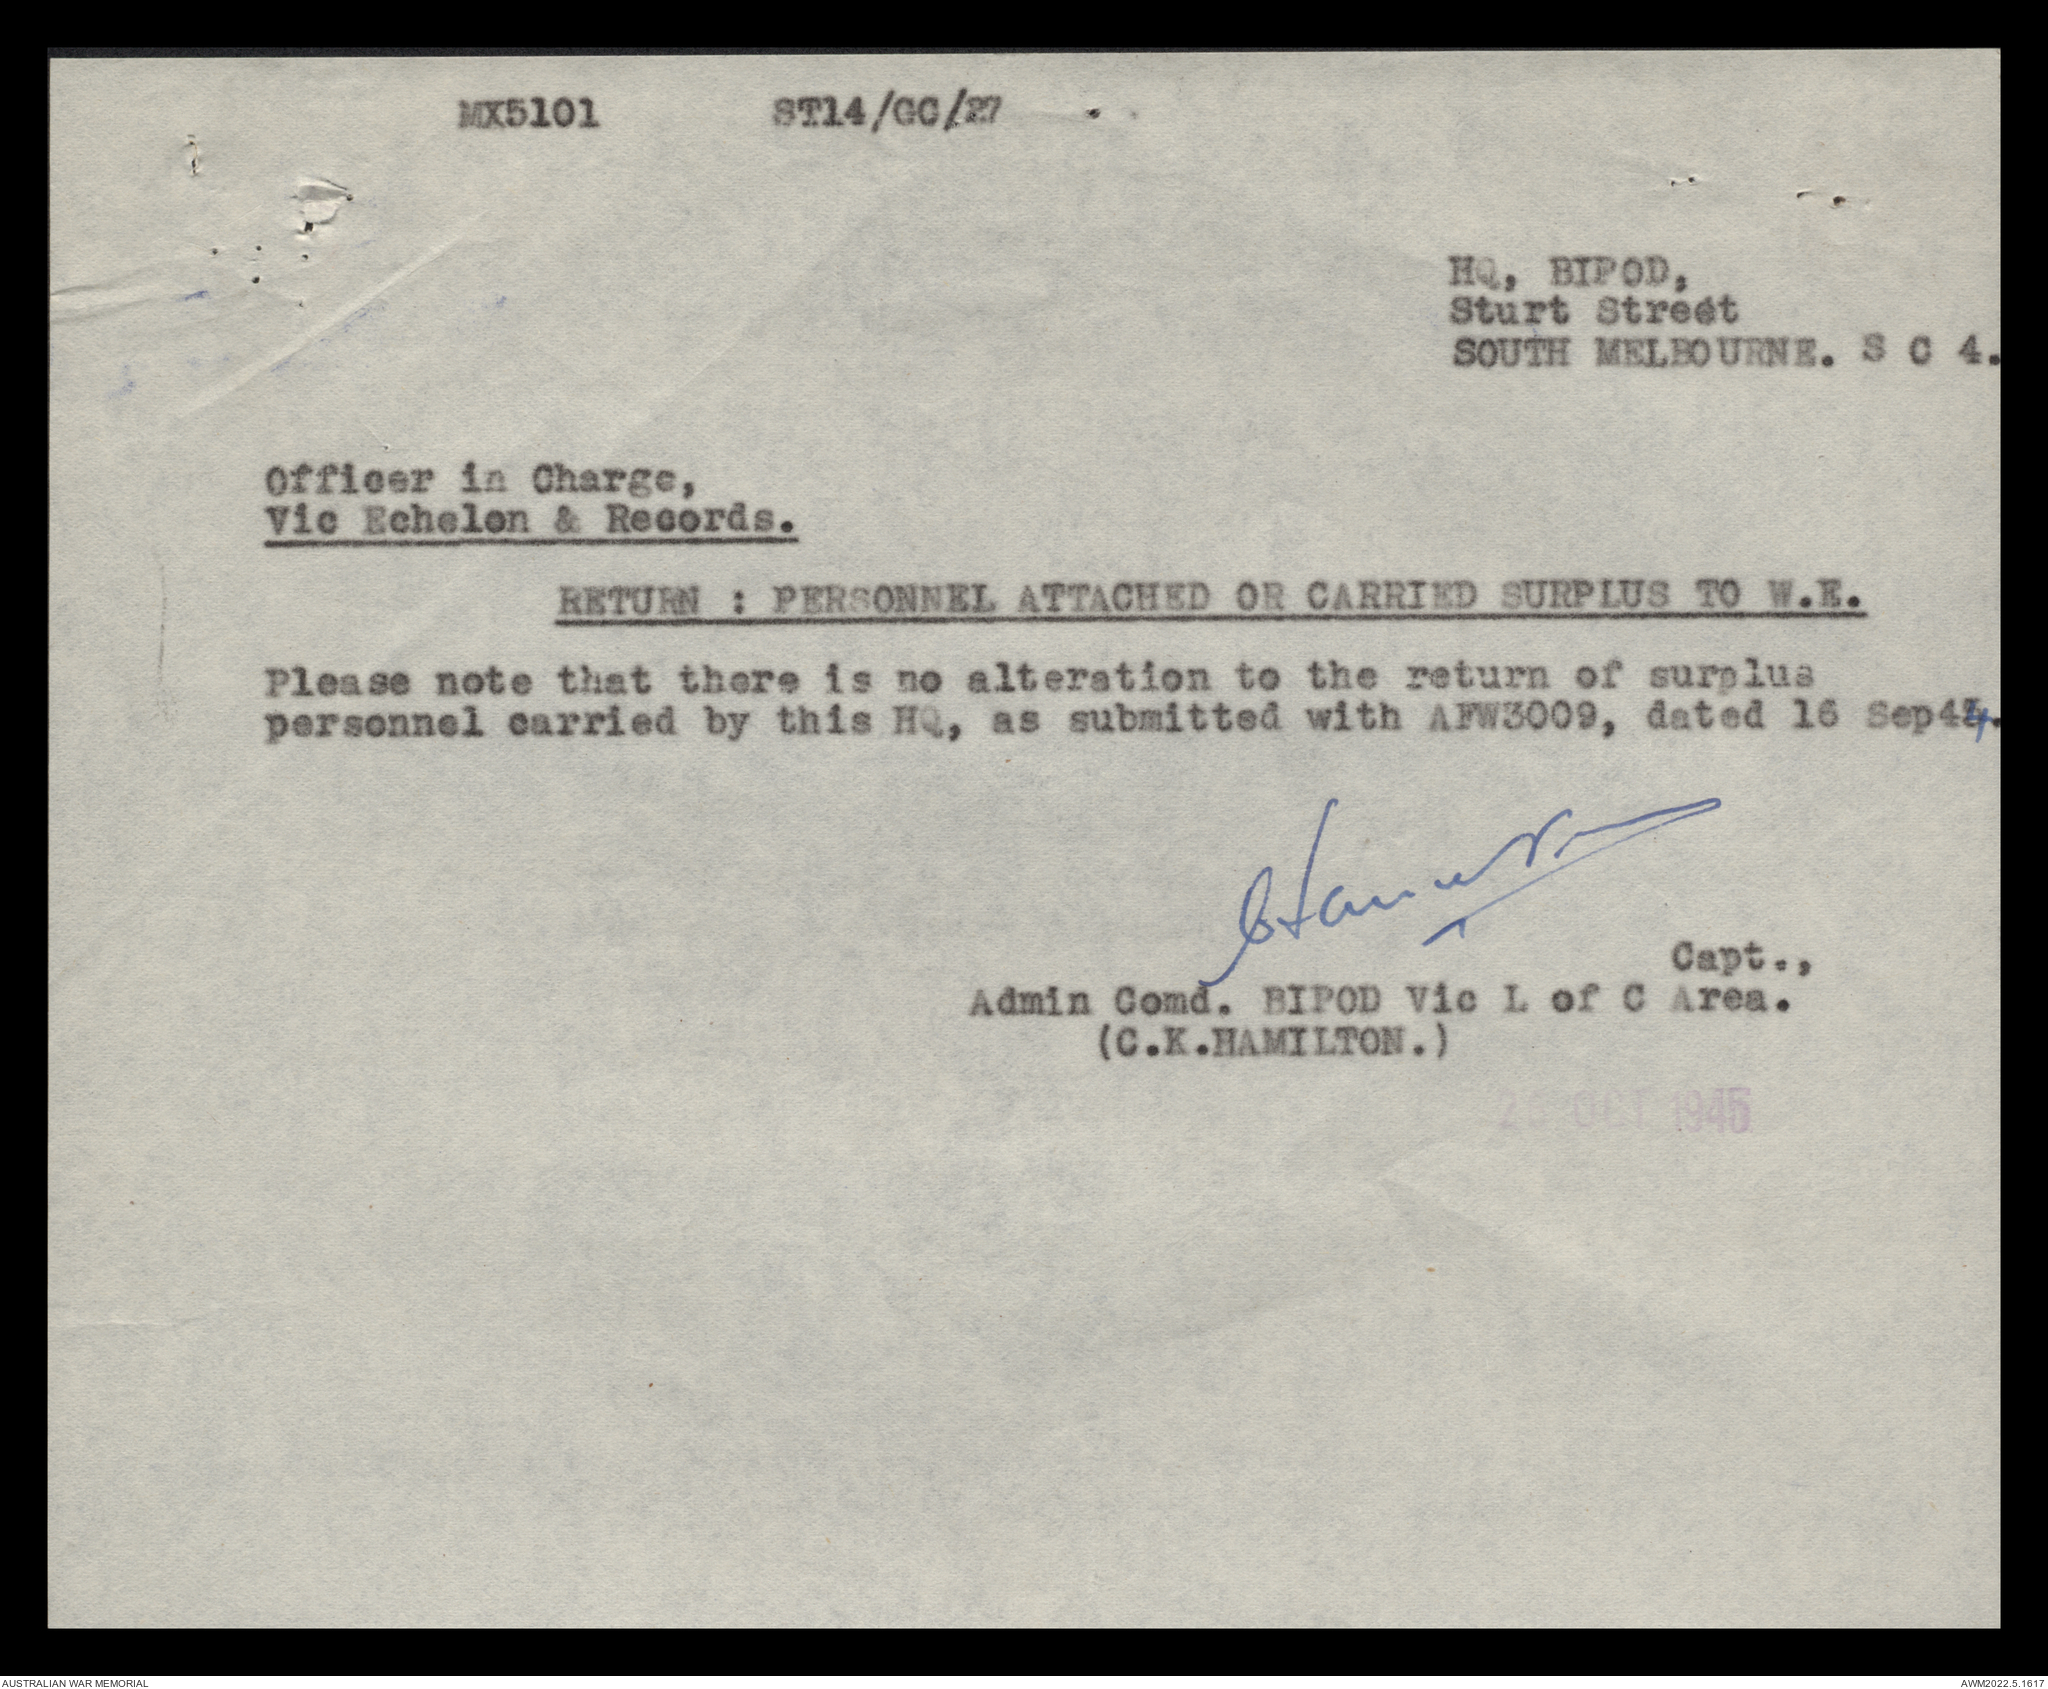 MX5101 ST14/GC/27
HQ, BIPOD,
Sturt Street
SOUTH MELBOURNE. S C 4.
Officer in Charge,
Vic Echelon & Records.
RETURN : PERSONNEL ATTACHED OR CARRIED SURPLUS TO W.E.
Please note that there is no alteration to the return of surplus
personnel carried by this HQ, as submitted with AFW3009, dated 16 Sep44.
CKHamilton
Capt.,
Admin Comd. BIPOD Vic L of C Area.
(C.K.HAMILTON.)
OCT 1945
AUSTRALIAN WAR MEMORIAL
AWM2022.5.1617